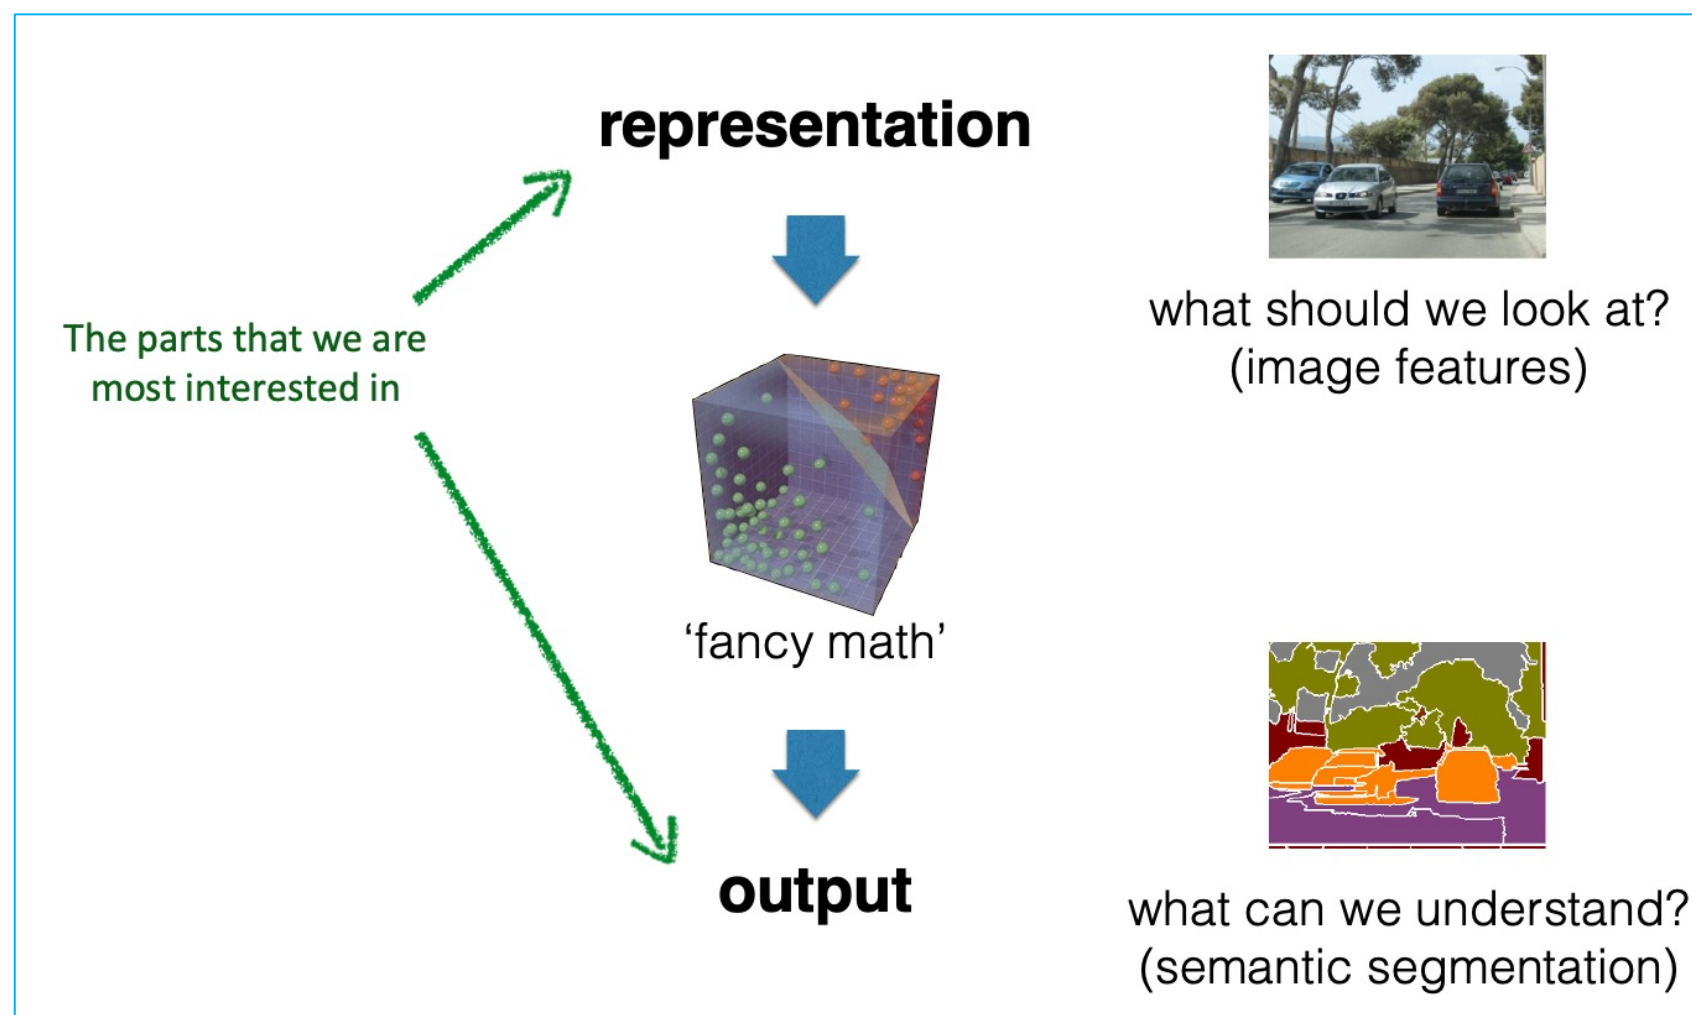 representation
what should we look at?
(image features)
The parts that we are
most interested in
‘fancy math’
output
what can we understand?
(semantic segmentation)